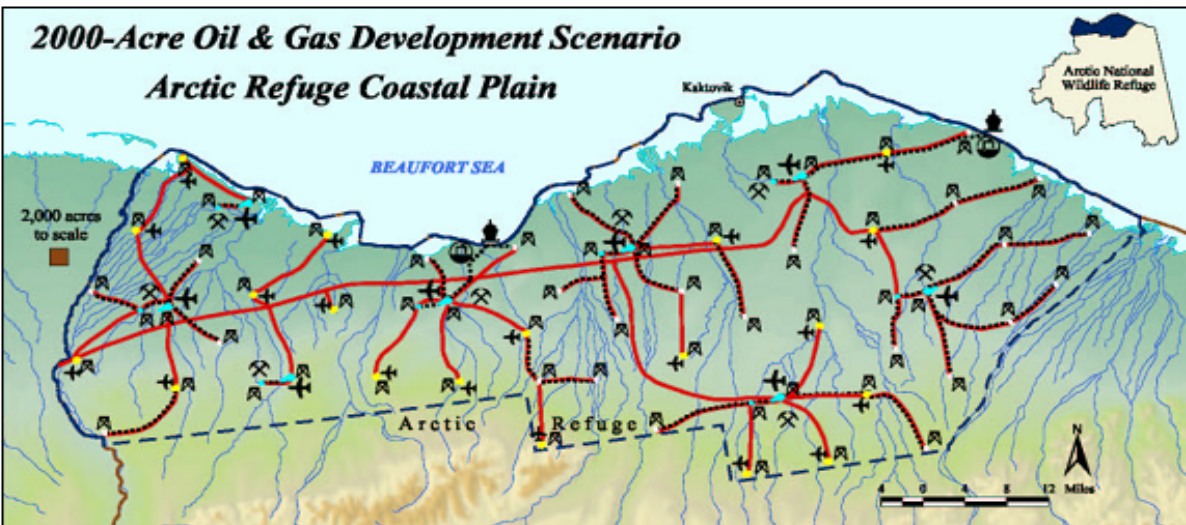 2000-Acre Oil & Gas Development Scenario
Arctic Refuge Coastal Plain
Kaktovik
Arctic National
Wildlife Refuge
BEAUFORT SEA
2,000 acres
to scale
Arctic Refuge
N
4 0 4 8 12 Miles